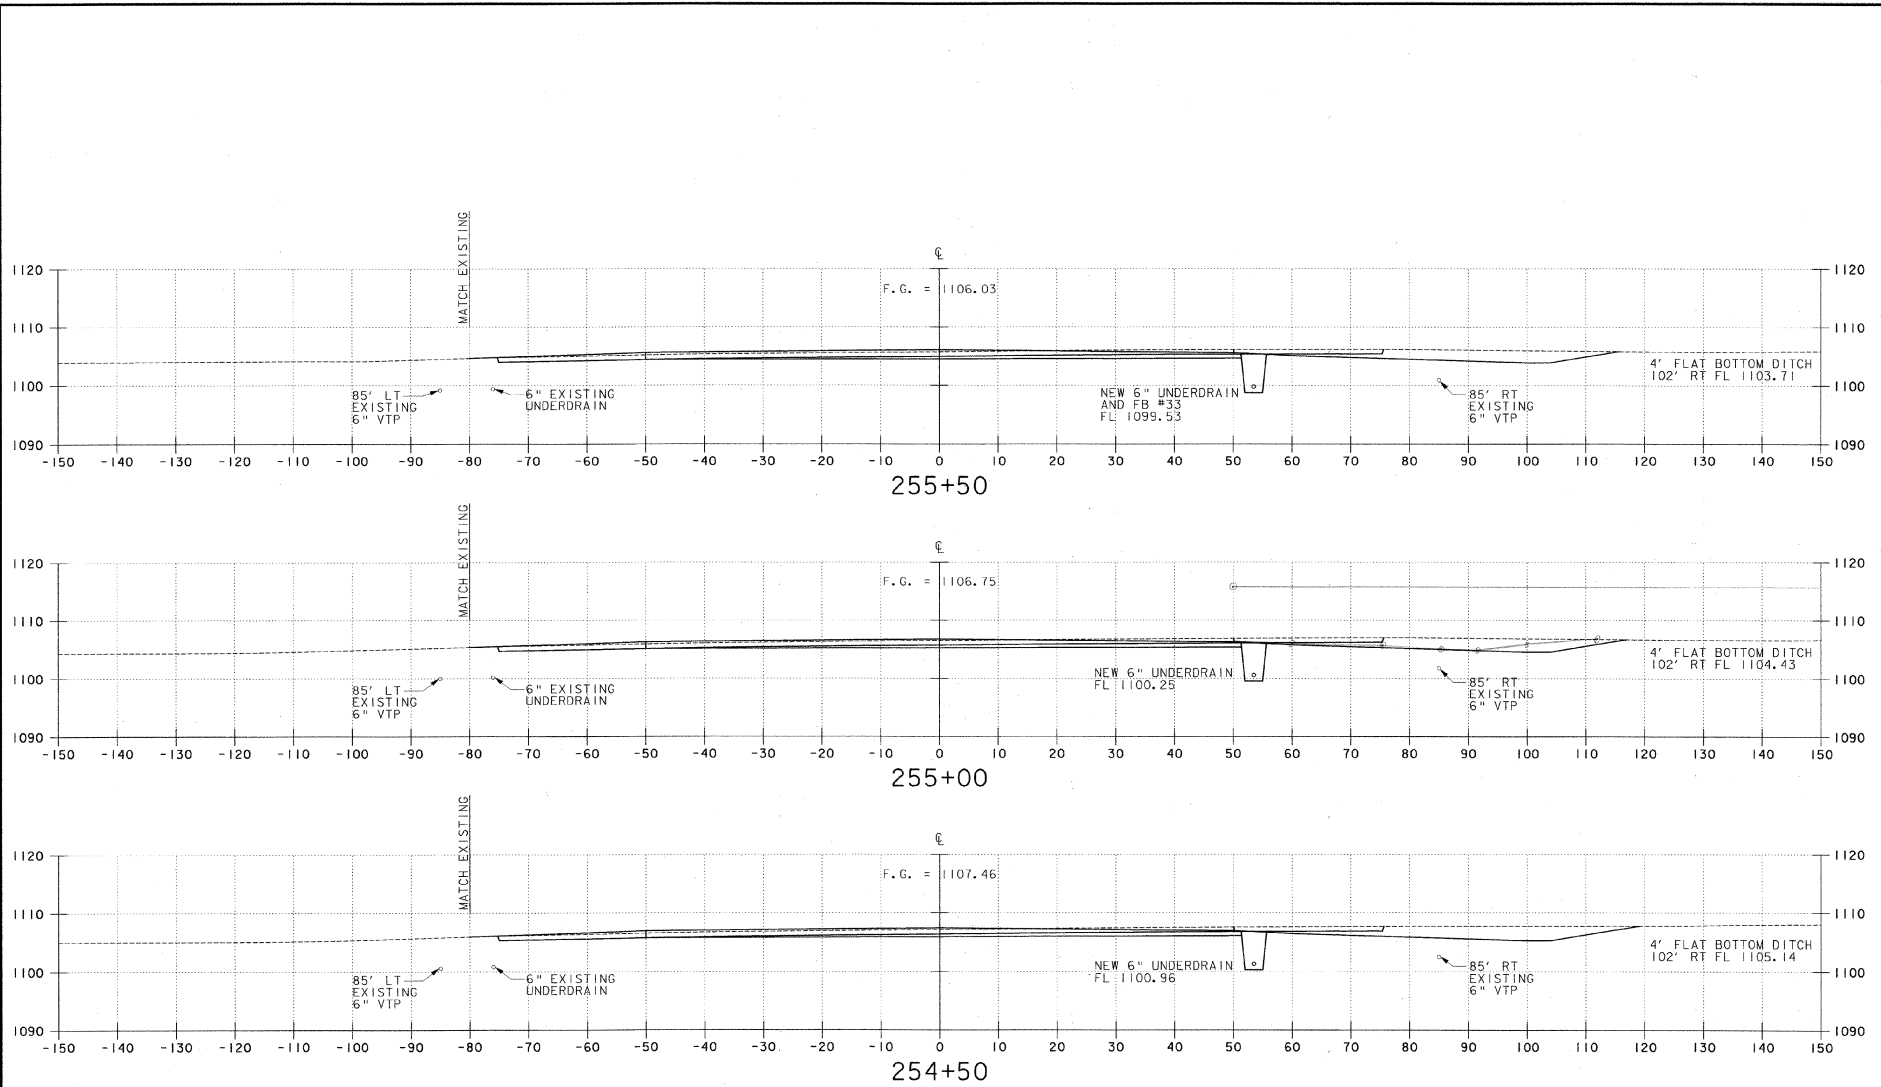 MATCH EXISTING
℄
1120 1120
F.G. = 1106.03
1110 1110
4' FLAT BOTTOM DITCH
102' RT FL 1103.71
1100 1100
85' LT
EXISTING
6" VTP
6" EXISTING
UNDERDRAIN
NEW 6" UNDERDRAIN
AND FB #33
FL 1099.53
85' RT
EXISTING
6" VTP
1090 1090
-150 -140 -130 -120 -110 -100 -90 -80 -70 -60 -50 -40 -30 -20 -10 0 10 20 30 40 50 60 70 80 90 100 110 120 130 140 150
255+50
MATCH EXISTING
℄
1120 1120
F.G. = 1106.75
1110 1110
4' FLAT BOTTOM DITCH
102' RT FL 1104.43
1100 1100
85' LT
EXISTING
6" VTP
6" EXISTING
UNDERDRAIN
NEW 6" UNDERDRAIN
FL 1100.25
85' RT
EXISTING
6" VTP
1090 1090
-150 -140 -130 -120 -110 -100 -90 -80 -70 -60 -50 -40 -30 -20 -10 0 10 20 30 40 50 60 70 80 90 100 110 120 130 140 150
255+00
MATCH EXISTING
℄
1120 1120
F.G. = 1107.46
1110 1110
4' FLAT BOTTOM DITCH
102' RT FL 1105.14
1100 1100
85' LT
EXISTING
6" VTP
6" EXISTING
UNDERDRAIN
NEW 6" UNDERDRAIN
FL 1100.96
85' RT
EXISTING
6" VTP
1090 1090
-150 -140 -130 -120 -110 -100 -90 -80 -70 -60 -50 -40 -30 -20 -10 0 10 20 30 40 50 60 70 80 90 100 110 120 130 140 150
254+50